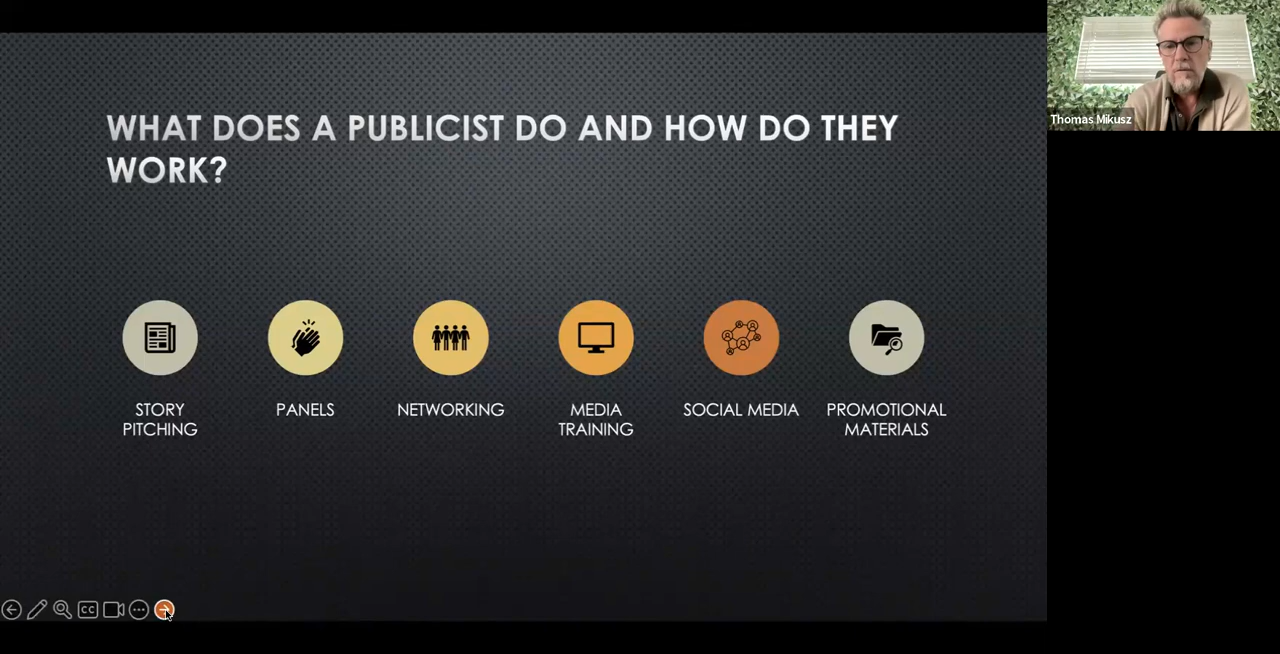 WHAT DOES A PUBLICIST DO AND HOW DO THEY
WORK?
STORY
PITCHING
PANELS
NETWORKING
MEDIA
TRAINING
SOCIAL MEDIA
PROMOTIONAL
MATERIALS
CC
Thomas Mikusz